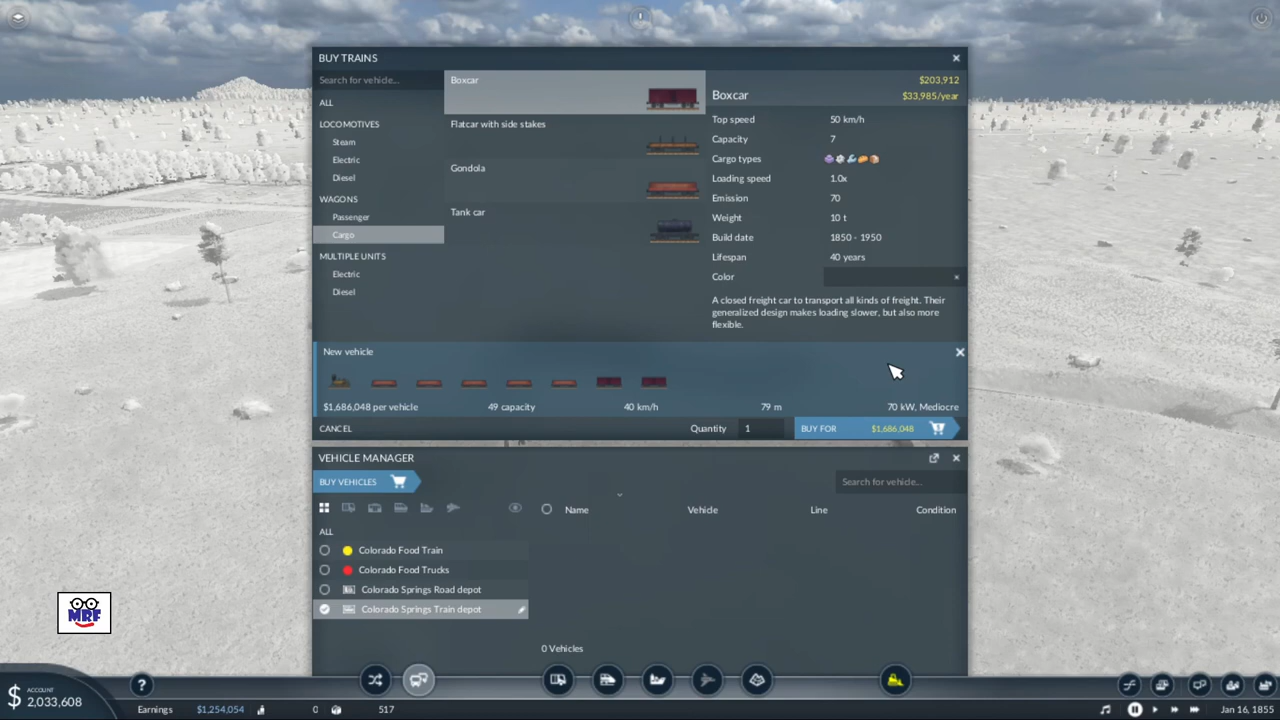 BUY TRAINS
Search for vehicle...
ALL
LOCOMOTIVES
Steam
Electric
Diesel
WAGONS
Passenger
Cargo
MULTIPLE UNITS
Electric
Diesel
Boxcar
Flatcar with side stakes
Gondola
Tank car
$203,912
Boxcar $33,985/year
Top speed 50 km/h
Capacity 7
Cargo types
Loading speed 1.0x
Emission 70
Weight 10 t
Build date 1850 - 1950
Lifespan 40 years
Color
A closed freight car to transport all kinds of freight. Their
generalized design makes loading slower, but also more
flexible.
New vehicle
$1,686,048 per vehicle 49 capacity 40 km/h 79 m 70 kW, Mediocre
CANCEL Quantity 1 BUY FOR $1,686,048
VEHICLE MANAGER
BUY VEHICLES Search for vehicle...
Name Vehicle Line Condition
ALL
Colorado Food Train
Colorado Food Trucks
Colorado Springs Road depot
Colorado Springs Train depot
0 Vehicles
MRF
$ ACCOUNT
2,033,608
?
Earnings $1,254,054 0 517 Jan 16, 1855